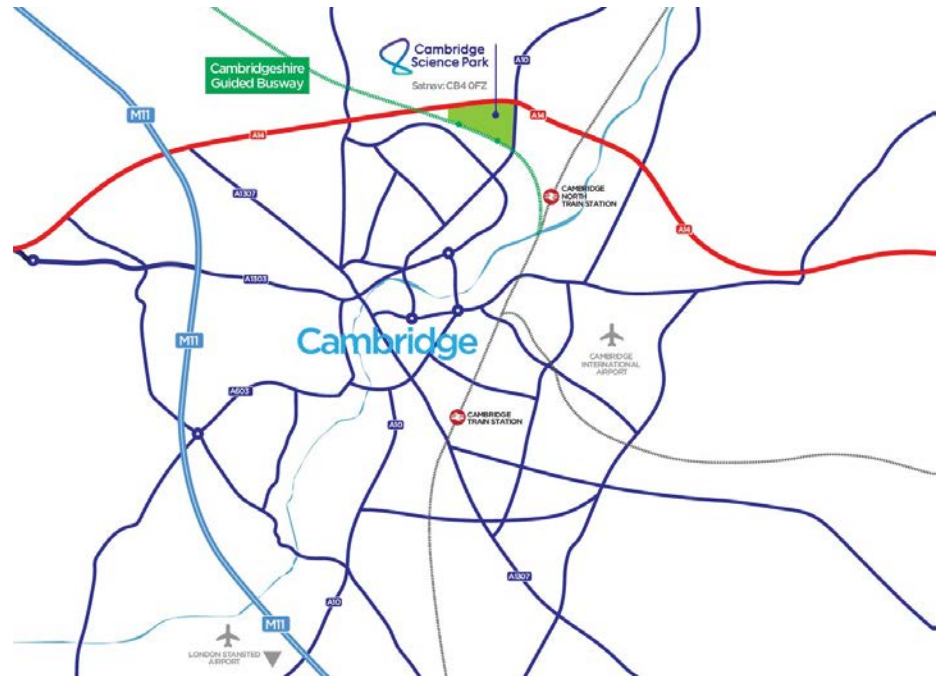 Cambridge
Science Park
Satnav: CB4 0FZ
Cambridgeshire
Guided Busway
A10
M11
A14
A14
A1307
CAMBRIDGE
NORTH
TRAIN STATION
A14
A1303
Cambridge
M11
CAMBRIDGE
INTERNATIONAL
AIRPORT
A603
CAMBRIDGE
TRAIN STATION
A10
A1307
A10
M11
LONDON STANSTED
AIRPORT